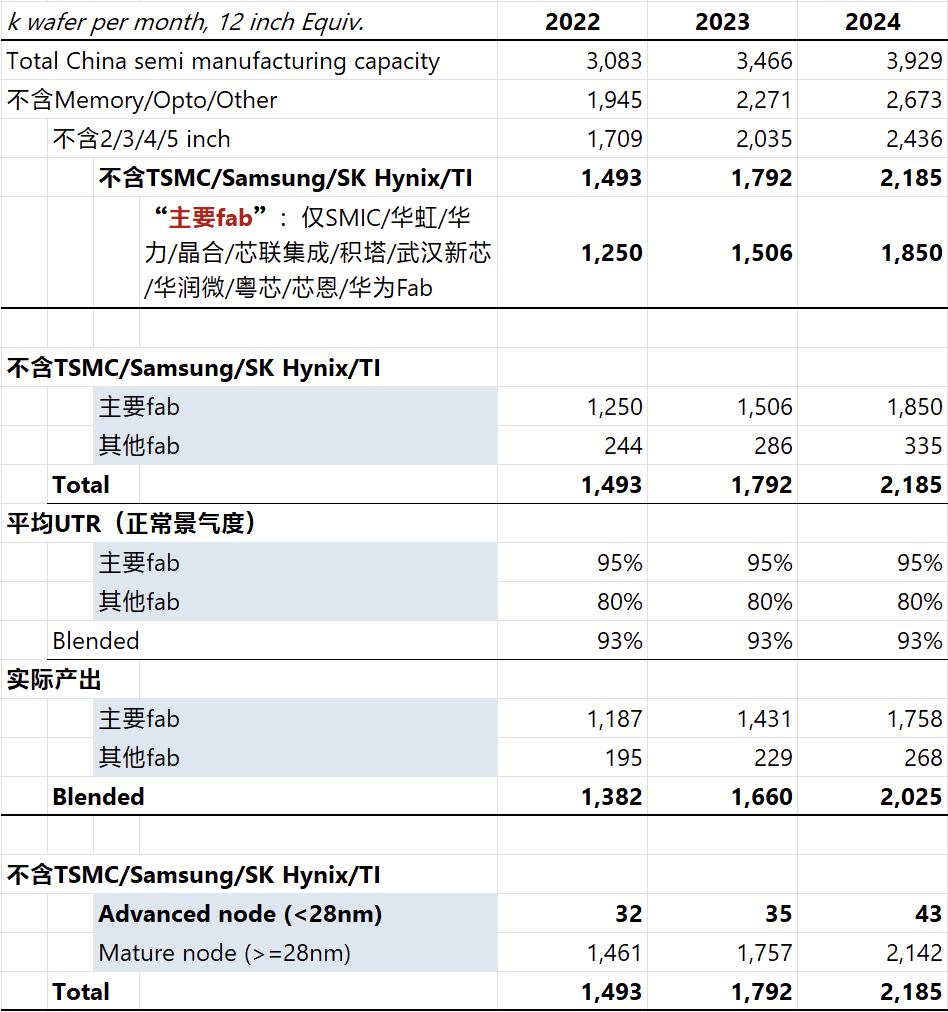 k wafer per month, 12 inch Equiv. 2022 2023 2024
Total China semi manufacturing capacity 3,083 3,466 3,929
不含Memory/Opto/Other 1,945 2,271 2,673
不含2/3/4/5 inch 1,709 2,035 2,436
不含TSMC/Samsung/SK Hynix/TI 1,493 1,792 2,185
“主要fab”：仅SMIC/华虹/华
力/晶合/芯联集成/积塔/武汉新芯 1,250 1,506 1,850
/华润微/粤芯/芯恩/华为Fab
不含TSMC/Samsung/SK Hynix/TI
主要fab 1,250 1,506 1,850
其他fab 244 286 335
Total 1,493 1,792 2,185
平均UTR（正常景气度）
主要fab 95% 95% 95%
其他fab 80% 80% 80%
Blended 93% 93% 93%
实际产出
主要fab 1,187 1,431 1,758
其他fab 195 229 268
Blended 1,382 1,660 2,025
不含TSMC/Samsung/SK Hynix/TI
Advanced node (<28nm) 32 35 43
Mature node (>=28nm) 1,461 1,757 2,142
Total 1,493 1,792 2,185